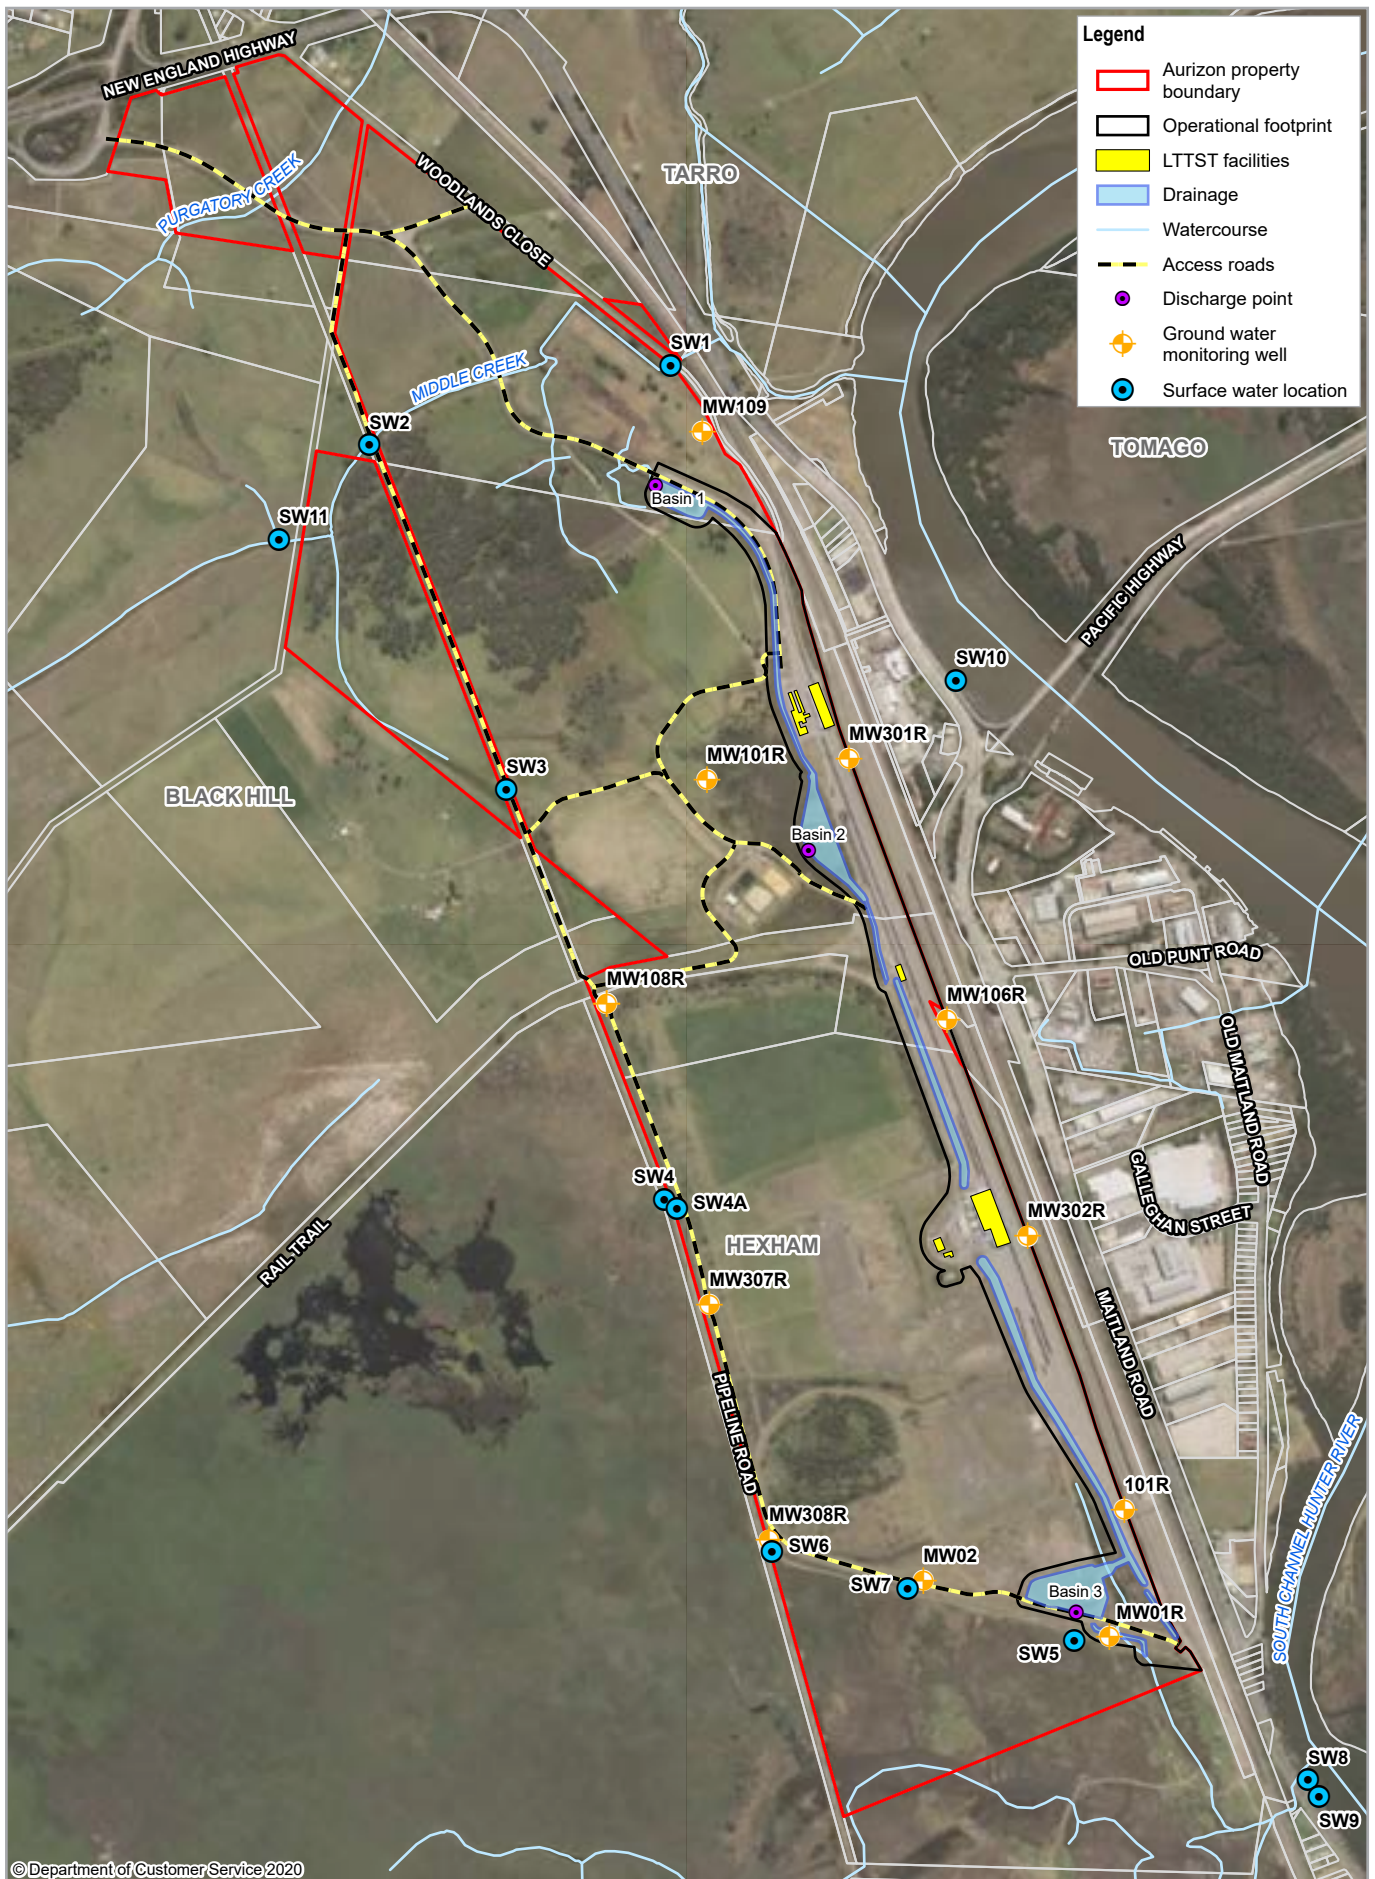 Legend
Aurizon property
boundary
Operational footprint
LTTST facilities
Drainage
Watercourse
Access roads
Discharge point
Ground water
monitoring well
Surface water location
NEW ENGLAND HIGHWAY
PURGATORY CREEK
WOODLANDS CLOSE
TARRO
SW1
MIDDLE CREEK
MW109
SW2
TOMAGO
Basin 1
SW11
PACIFIC HIGHWAY
SW10
MW301R
MW101R
SW3
BLACK HILL
Basin 2
OLD PUNT ROAD
MW108R
MW106R
OLD MAITLAND ROAD
SW4
SW4A
GALLEGHAN STREET
MW302R
HEXHAM
RAIL TRAIL
MW307R
MAITLAND ROAD
PIPELINE ROAD
101R
MW308R
SW6
MW02
SW7
Basin 3
MW01R
SW5
SOUTH CHANNEL HUNTER RIVER
SW8
SW9
© Department of Customer Service 2020